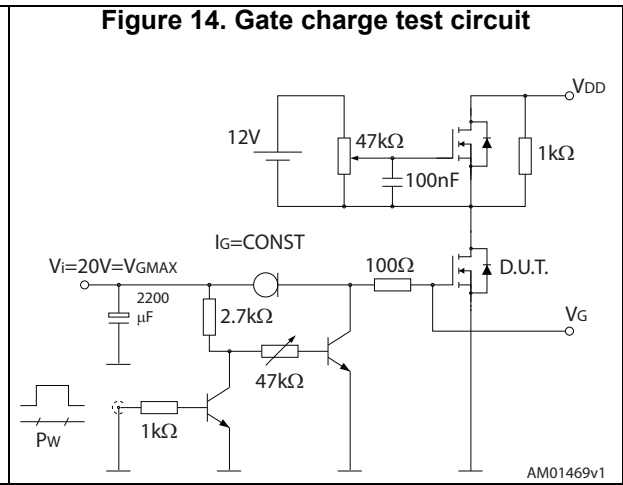 Figure 14. Gate charge test circuit
VDD
12V
47kΩ
1kΩ
100nF
IG=CONST
Vi=20V=VGMAX
100Ω
D.U.T.
2200
μF
2.7kΩ
VG
47kΩ
1kΩ
PW
AM01469v1